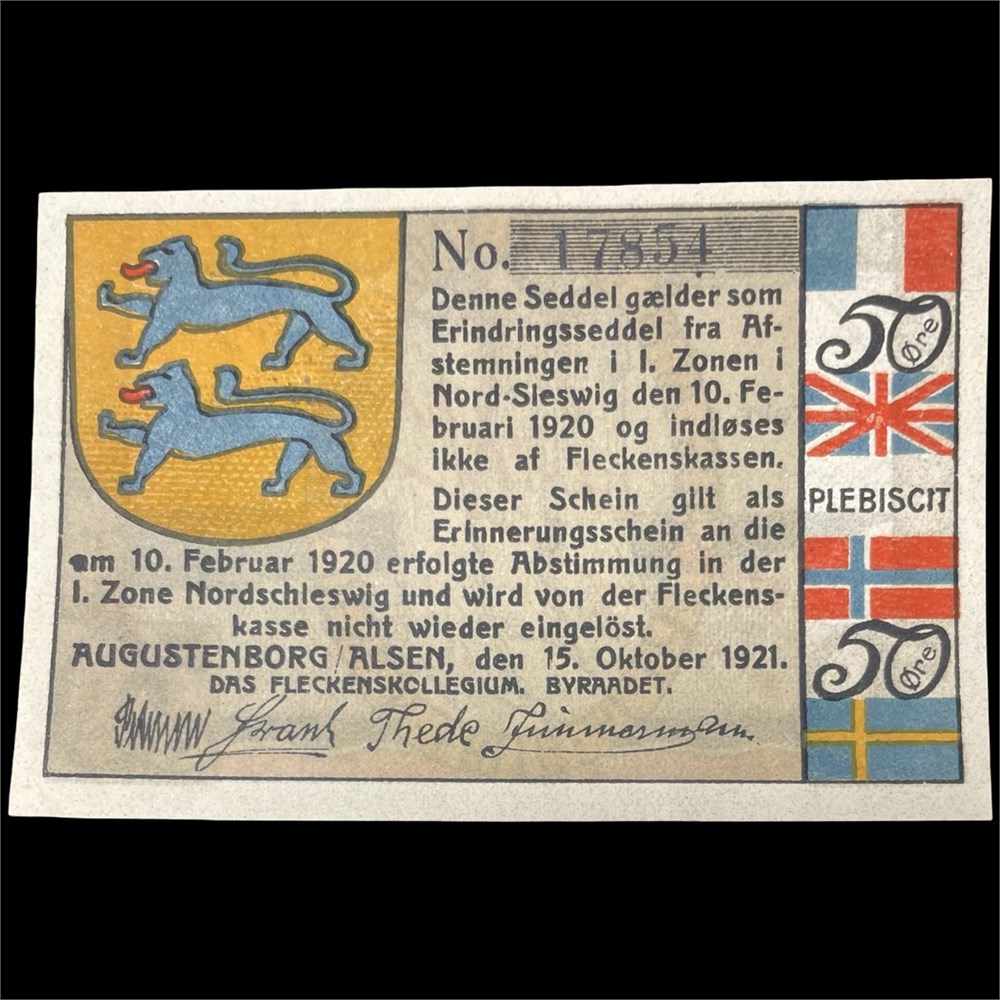 No. 17854
Denne Seddel gælder som
Erindringsseddel fra Af-
stemningen i I. Zonen i
Nord-Sleswig den 10. Fe-
bruari 1920 og indløses
ikke af Fleckenskassen.
Dieser Schein gilt als
Erinnerungsschein an die
am 10. Februar 1920 erfolgte Abstimmung in der
I. Zone Nordschleswig und wird von der Fleckens-
kasse nicht wieder eingelöst.
AUGUSTENBORG/ALSEN, den 15. Oktober 1921.
DAS FLECKENSKOLLEGIUM. BYRAADET.
Frank Thede Zimmermann
50 Øre
PLEBISCIT
50 Øre